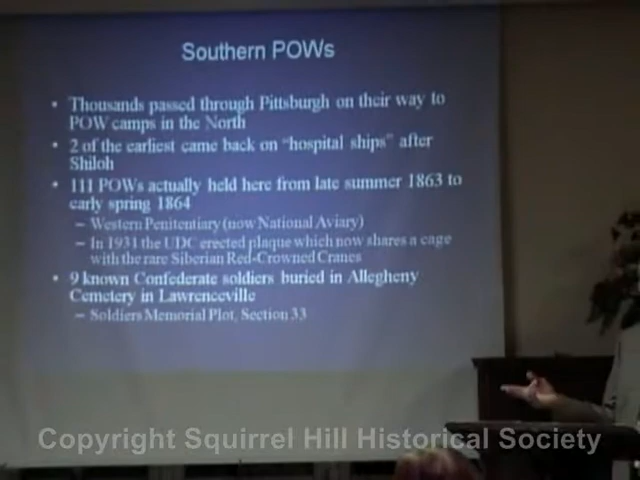 Southern POWs
• Thousands passed through Pittsburgh on their way to
POW camps in the North
• 2 of the earliest came back on "hospital ships" after
Shiloh
• 111 POWs actually held here from late summer 1863 to
early spring 1864
– Western Penitentiary (now National Aviary)
– In 1931 the UDC erected plaque which now shares a cage
with the rare Siberian Red-Crowned Cranes
• 9 known Confederate soldiers buried in Allegheny
Cemetery in Lawrenceville
– Soldiers Memorial Plot, Section 33
Copyright Squirrel Hill Historical Society